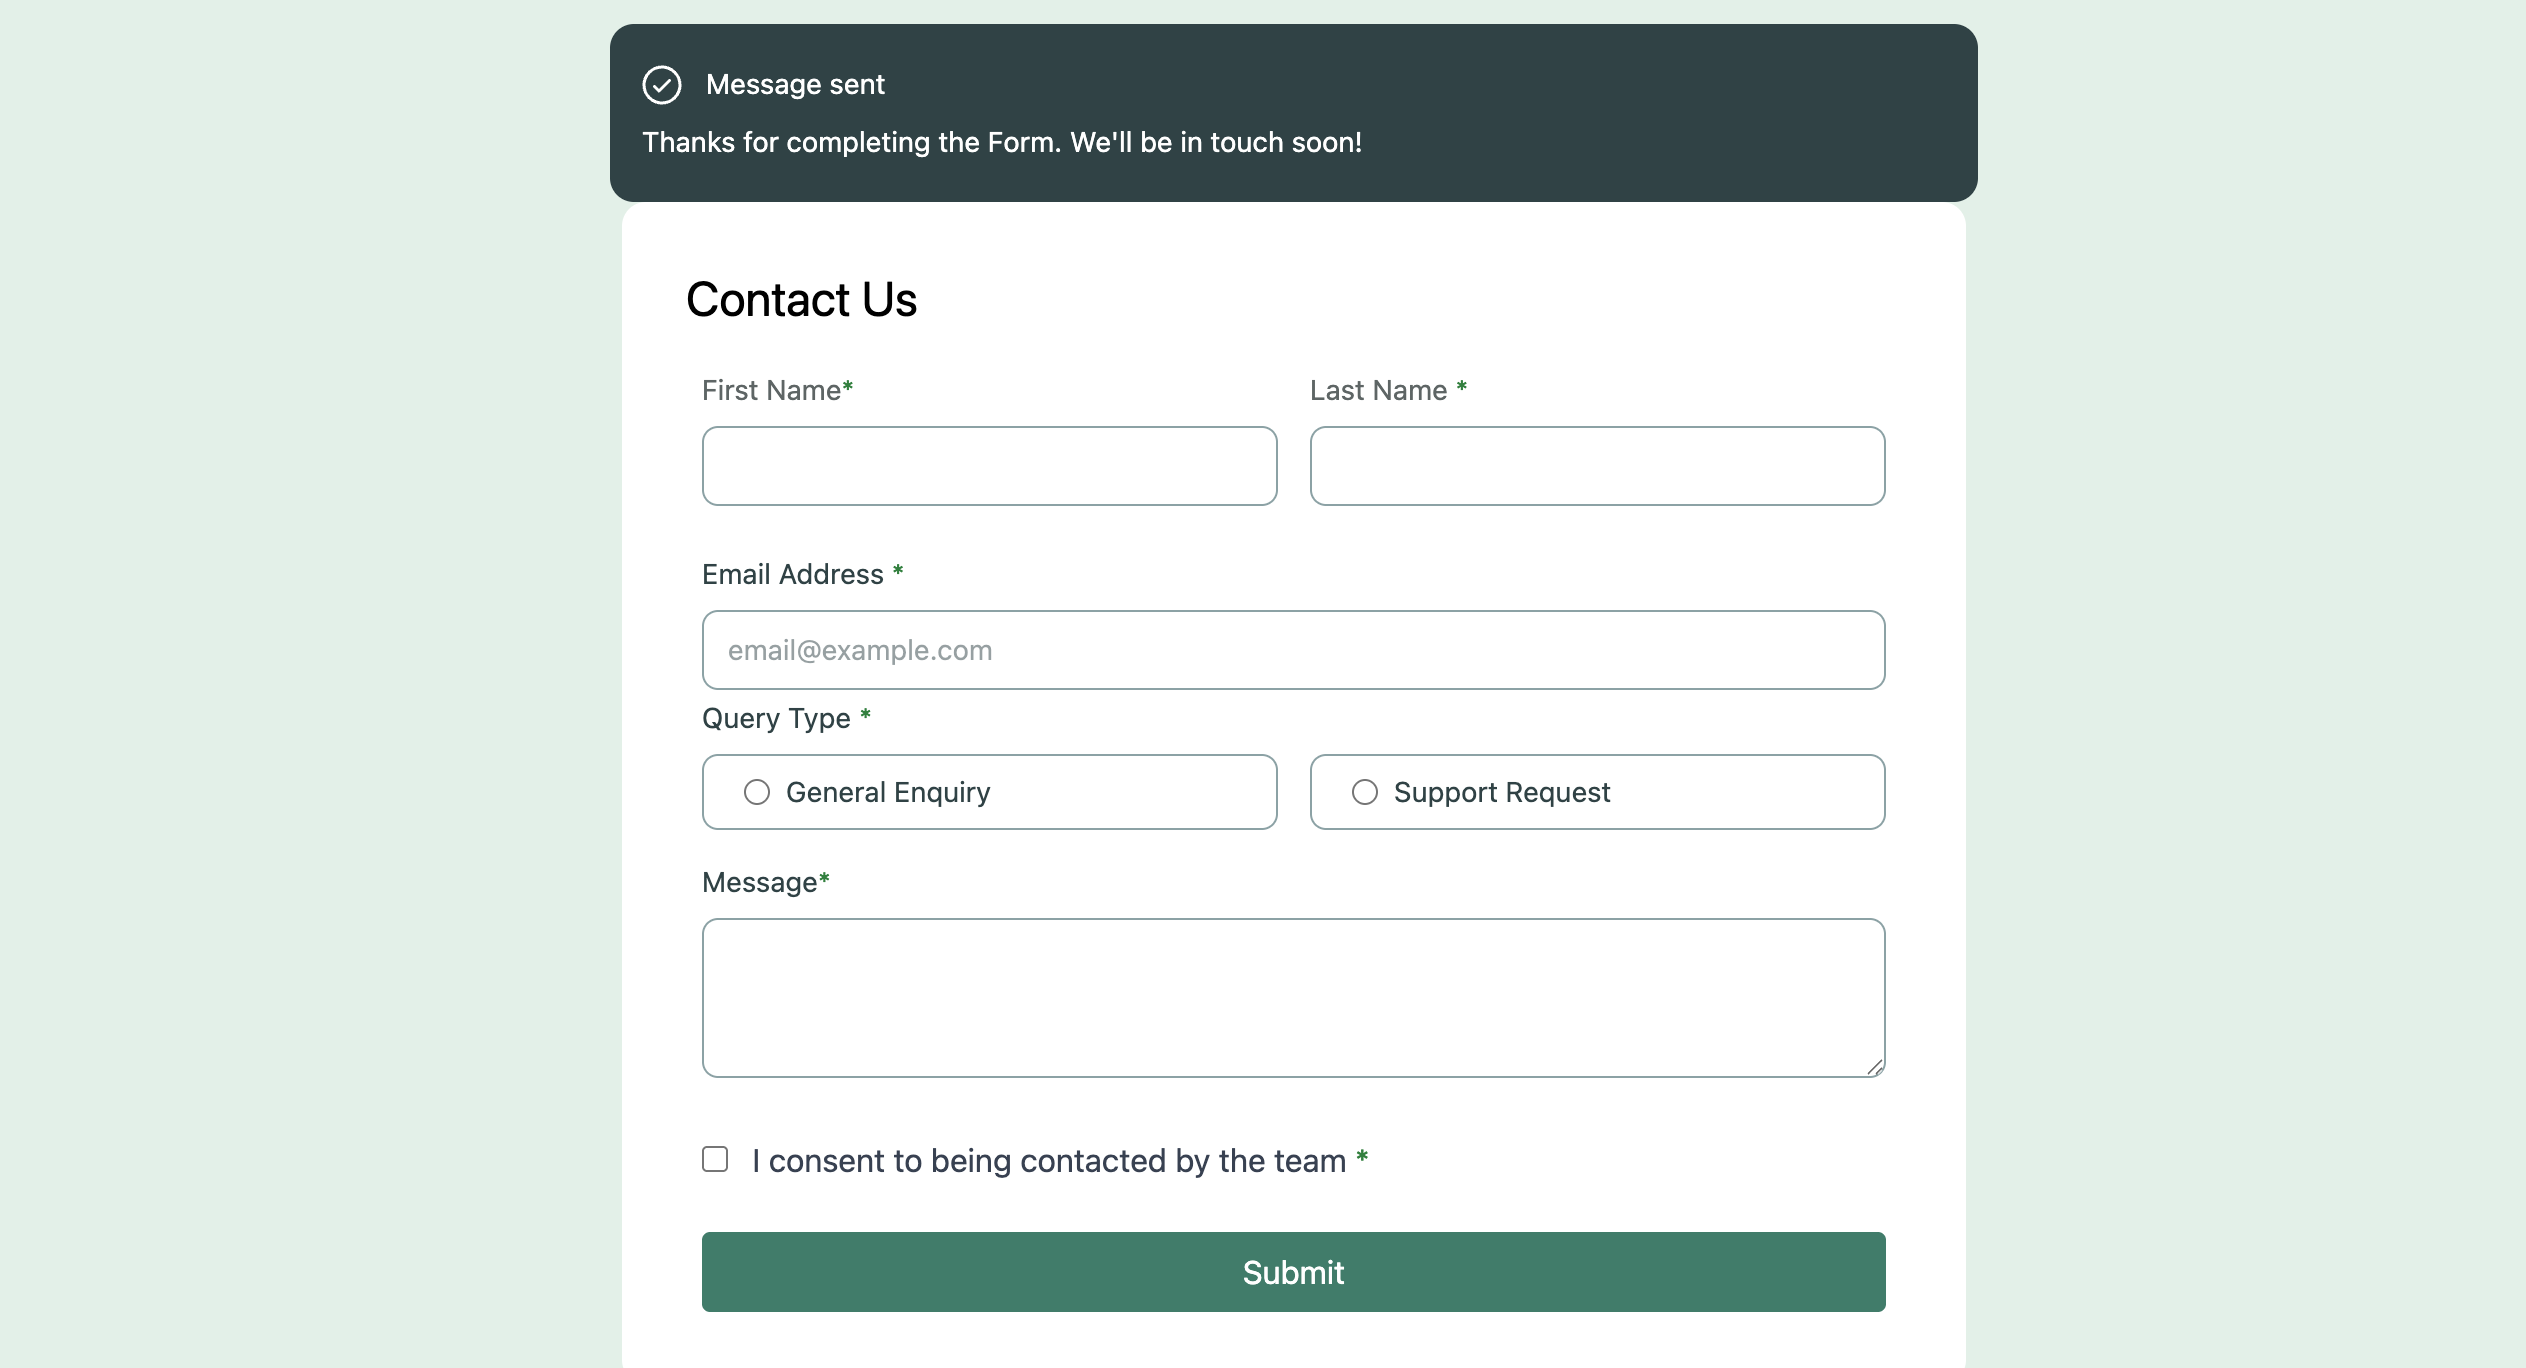 Message sent
Thanks for completing the Form. We'll be in touch soon!
Contact Us
First Name*
Last Name *
Email Address *
email@example.com
Query Type *
General Enquiry
Support Request
Message*
I consent to being contacted by the team *
Submit